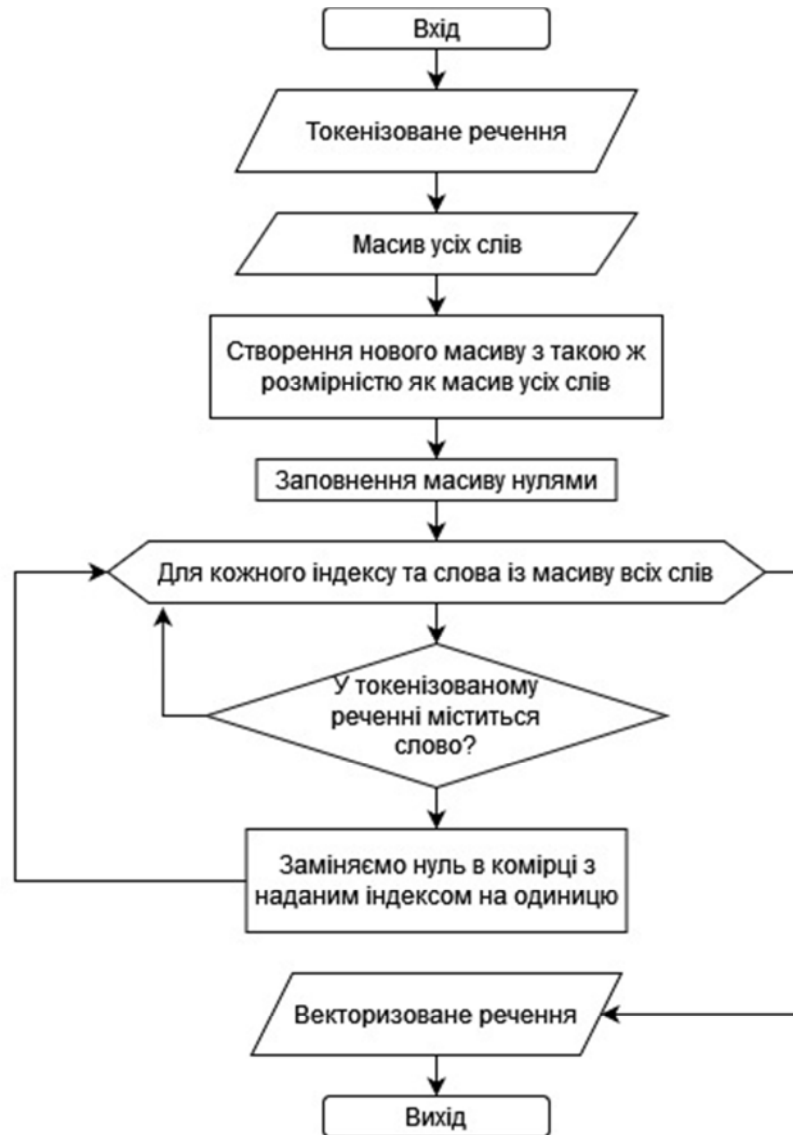 Вхід
Токенізоване речення
Масив усіх слів
Створення нового масиву з такою ж
розмірністю як масив усіх слів
Заповнення масиву нулями
Для кожного індексу та слова із масиву всіх слів
У токенізованому
реченні міститься
слово?
Заміняємо нуль в комірці з
наданим індексом на одиницю
Векторизоване речення
Вихід